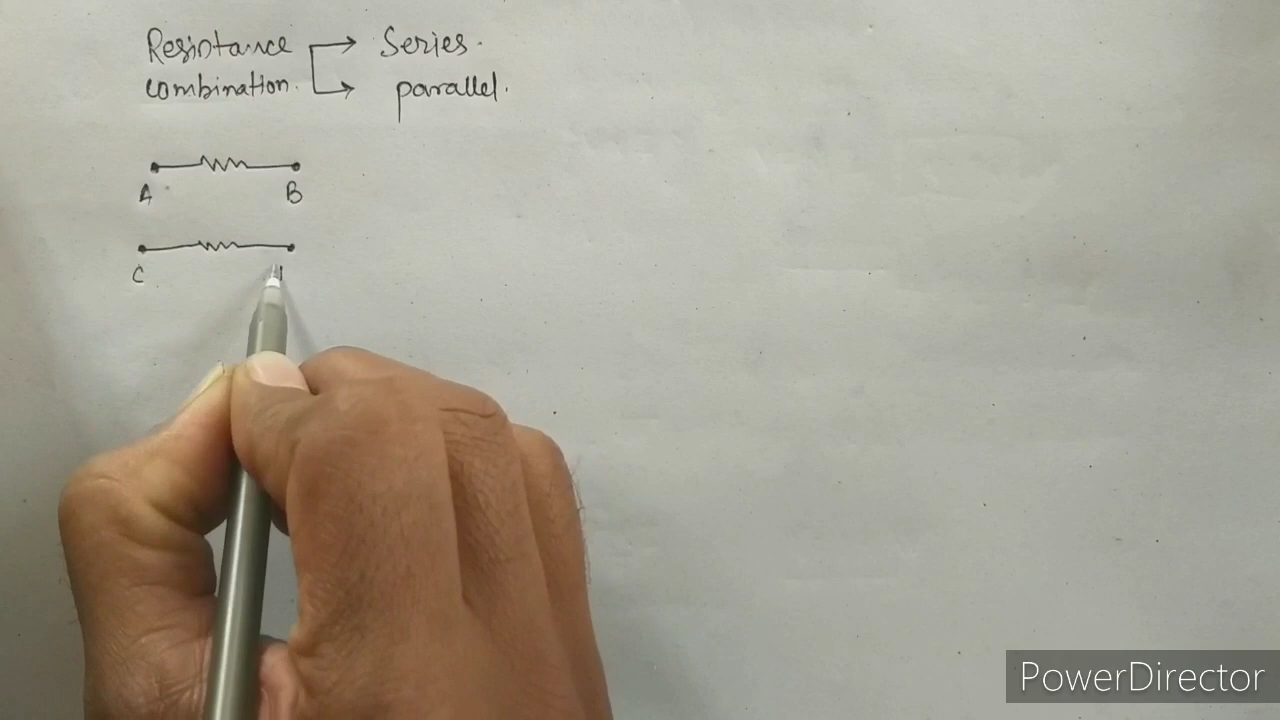 Resistance → Series.
combination. → parallel.
A B
C
PowerDirector